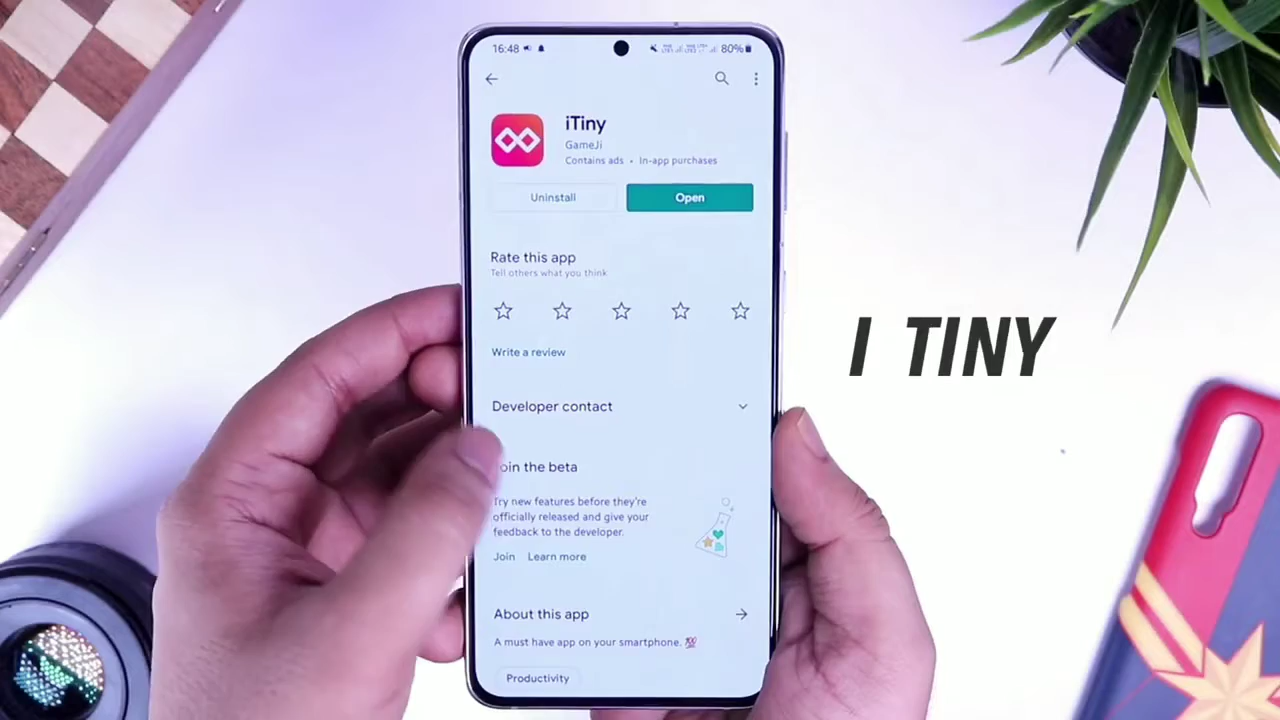 16:48
80%
iTiny
GameJi
Contains ads • In-app purchases
Uninstall
Open
Rate this app
Tell others what you think
Write a review
I TINY
Developer contact
oin the beta
Try new features before they're
officially released and give your
feedback to the developer.
Join Learn more
About this app
A must have app on your smartphone. 💯
Productivity